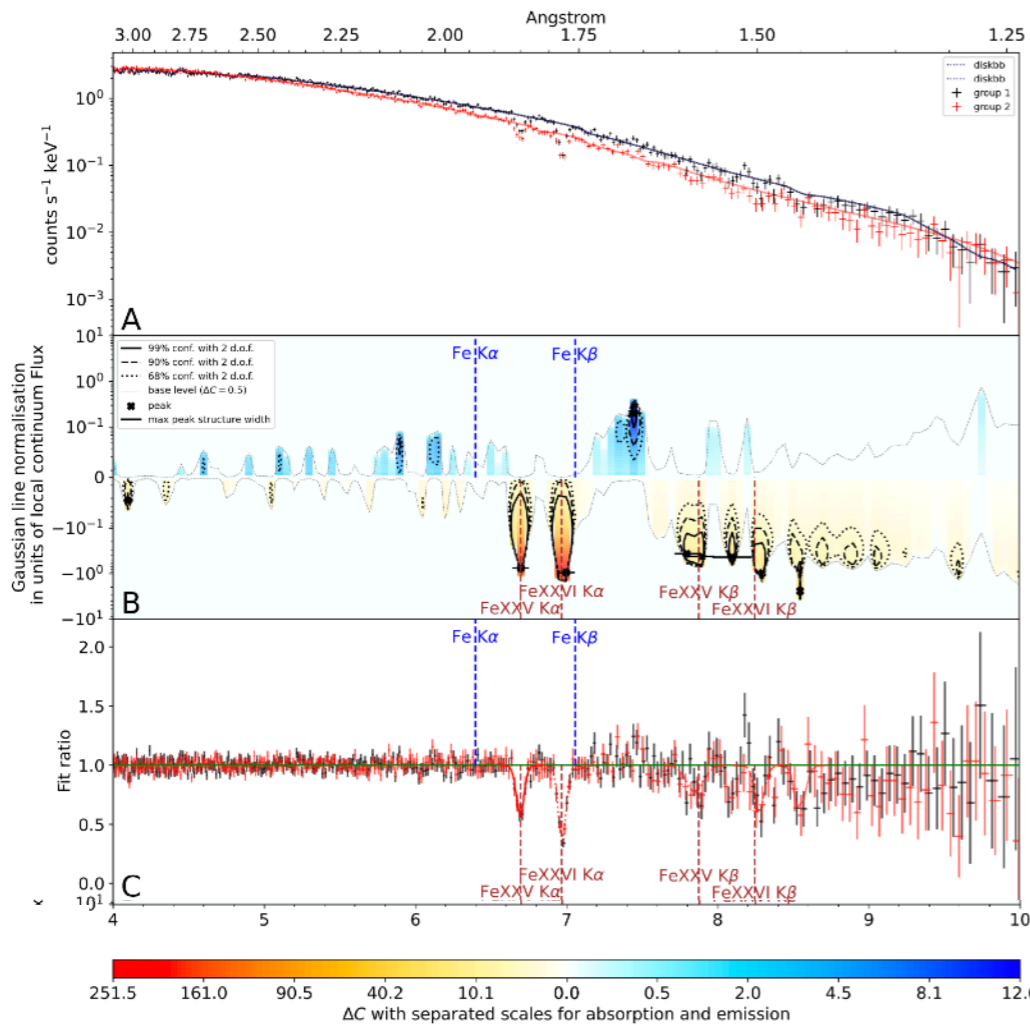 Angstrom
3.00 2.75 2.45 2.25 2.00 1.75 1.50 1.25
diskbb
diskbb
group 1
group 2
counts s⁻¹ keV⁻¹
10⁰
10⁻¹
10⁻²
10⁻³
A
Gaussian line normalisation
in units of local continuum Flux
10¹
10⁰
10⁻¹
0
−10⁻¹
−10⁰
−10¹
99% conf. with 2 d.o.f.
90% conf. with 2 d.o.f.
68% conf. with 2 d.o.f.
base level (ΔC = 0.5)
peak
max peak structure width
Fe Kα
Fe Kβ
FeXXVI Kα
FeXXV Kβ
FeXXV Kα
FeXXVI Kβ
B
Fit ratio
2.0
1.5
1.0
0.5
0.0
10¹
Fe Kα
Fe Kβ
FeXXVI Kα
FeXXV Kβ
FeXXV Kα
FeXXVI Kβ
C
4 5 6 7 8 9 10
251.5 161.0 90.5 40.2 10.1 0.0 0.5 2.0 4.5 8.1 12.6
ΔC with separated scales for absorption and emission